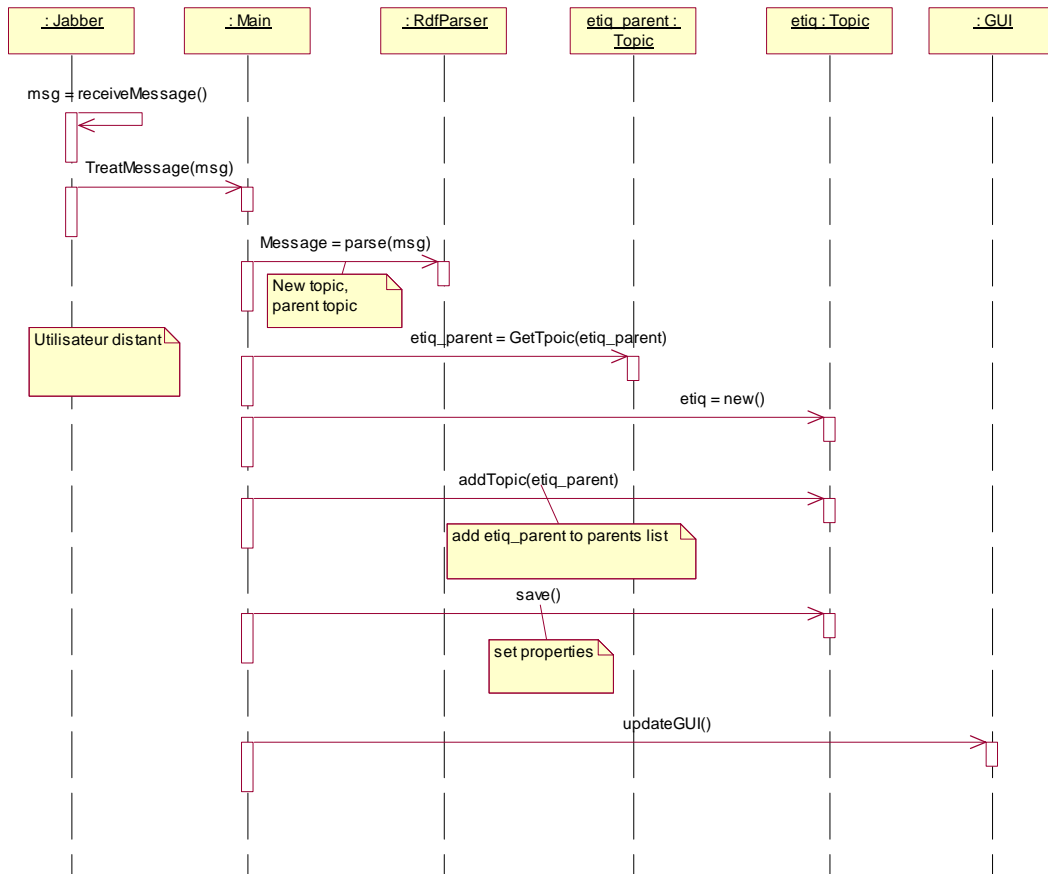 : Jabber
: Main
: RdfParser
etiq_parent :
Topic
etiq : Topic
: GUI
msg = receiveMessage()
TreatMessage(msg)
Message = parse(msg)
New topic,
parent topic
Utilisateur distant
etiq_parent = GetTpoic(etiq_parent)
etiq = new()
addTopic(etiq_parent)
add etiq_parent to parents list
save()
set properties
updateGUI()